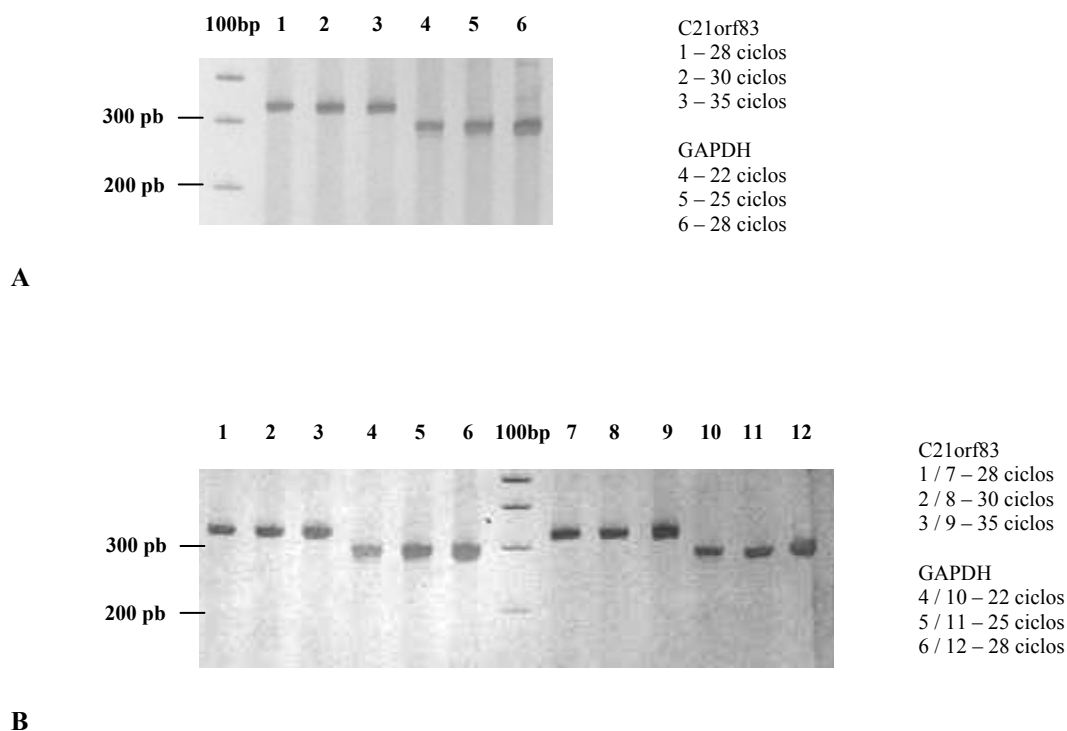 100bp 1 2 3 4 5 6
300 pb
200 pb
C21orf83
1 – 28 ciclos
2 – 30 ciclos
3 – 35 ciclos
GAPDH
4 – 22 ciclos
5 – 25 ciclos
6 – 28 ciclos
A
1 2 3 4 5 6 100bp 7 8 9 10 11 12
300 pb
200 pb
C21orf83
1 / 7 – 28 ciclos
2 / 8 – 30 ciclos
3 / 9 – 35 ciclos
GAPDH
4 / 10 – 22 ciclos
5 / 11 – 25 ciclos
6 / 12 – 28 ciclos
B